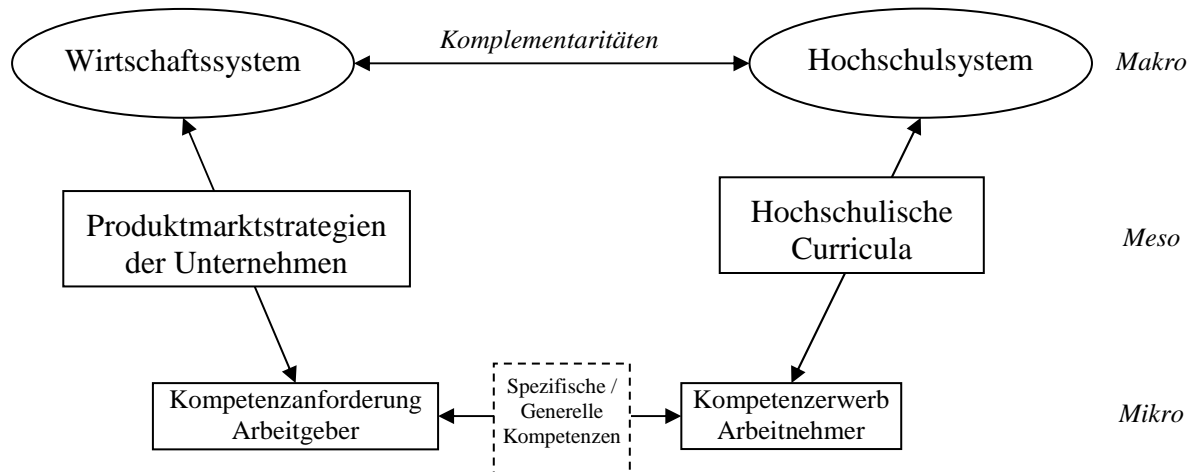 Wirtschaftssystem
Komplementaritäten
Hochschulsystem
Makro
Produktmarktstrategien
der Unternehmen
Hochschulische
Curricula
Meso
Kompetenzanforderung
Arbeitgeber
Spezifische /
Generelle
Kompetenzen
Kompetenzerwerb
Arbeitnehmer
Mikro